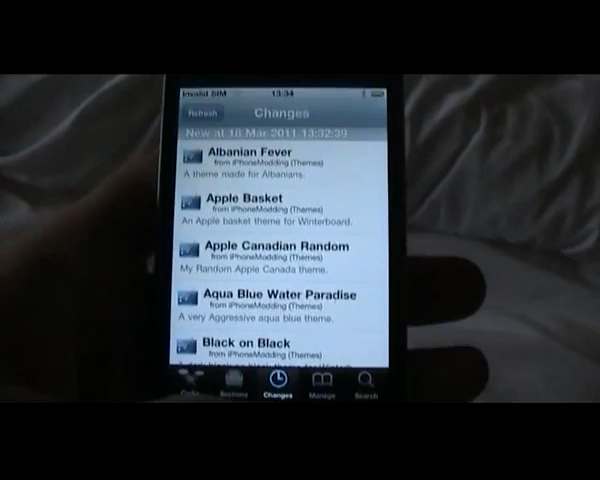 Invalid SIM 13:34
Refresh Changes
New at 18 Mar 2011 13:32:39
Albanian Fever
from iPhoneModding (Themes)
A theme made for Albanians.
Apple Basket
from iPhoneModding (Themes)
An Apple basket theme for Winterboard.
Apple Canadian Random
from iPhoneModding (Themes)
My Random Apple Canada theme.
Aqua Blue Water Paradise
from iPhoneModding (Themes)
A very Aggressive aqua blue theme.
Black on Black
from iPhoneModding (Themes)
Sections Changes Manage Search